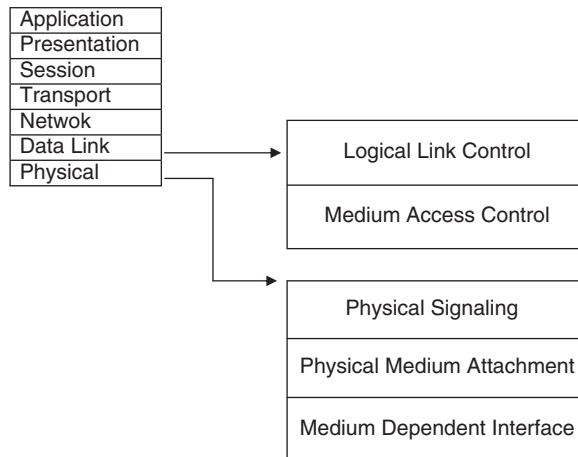 Application
Presentation
Session
Transport
Netwok
Data Link
Physical
Logical Link Control
Medium Access Control
Physical Signaling
Physical Medium Attachment
Medium Dependent Interface